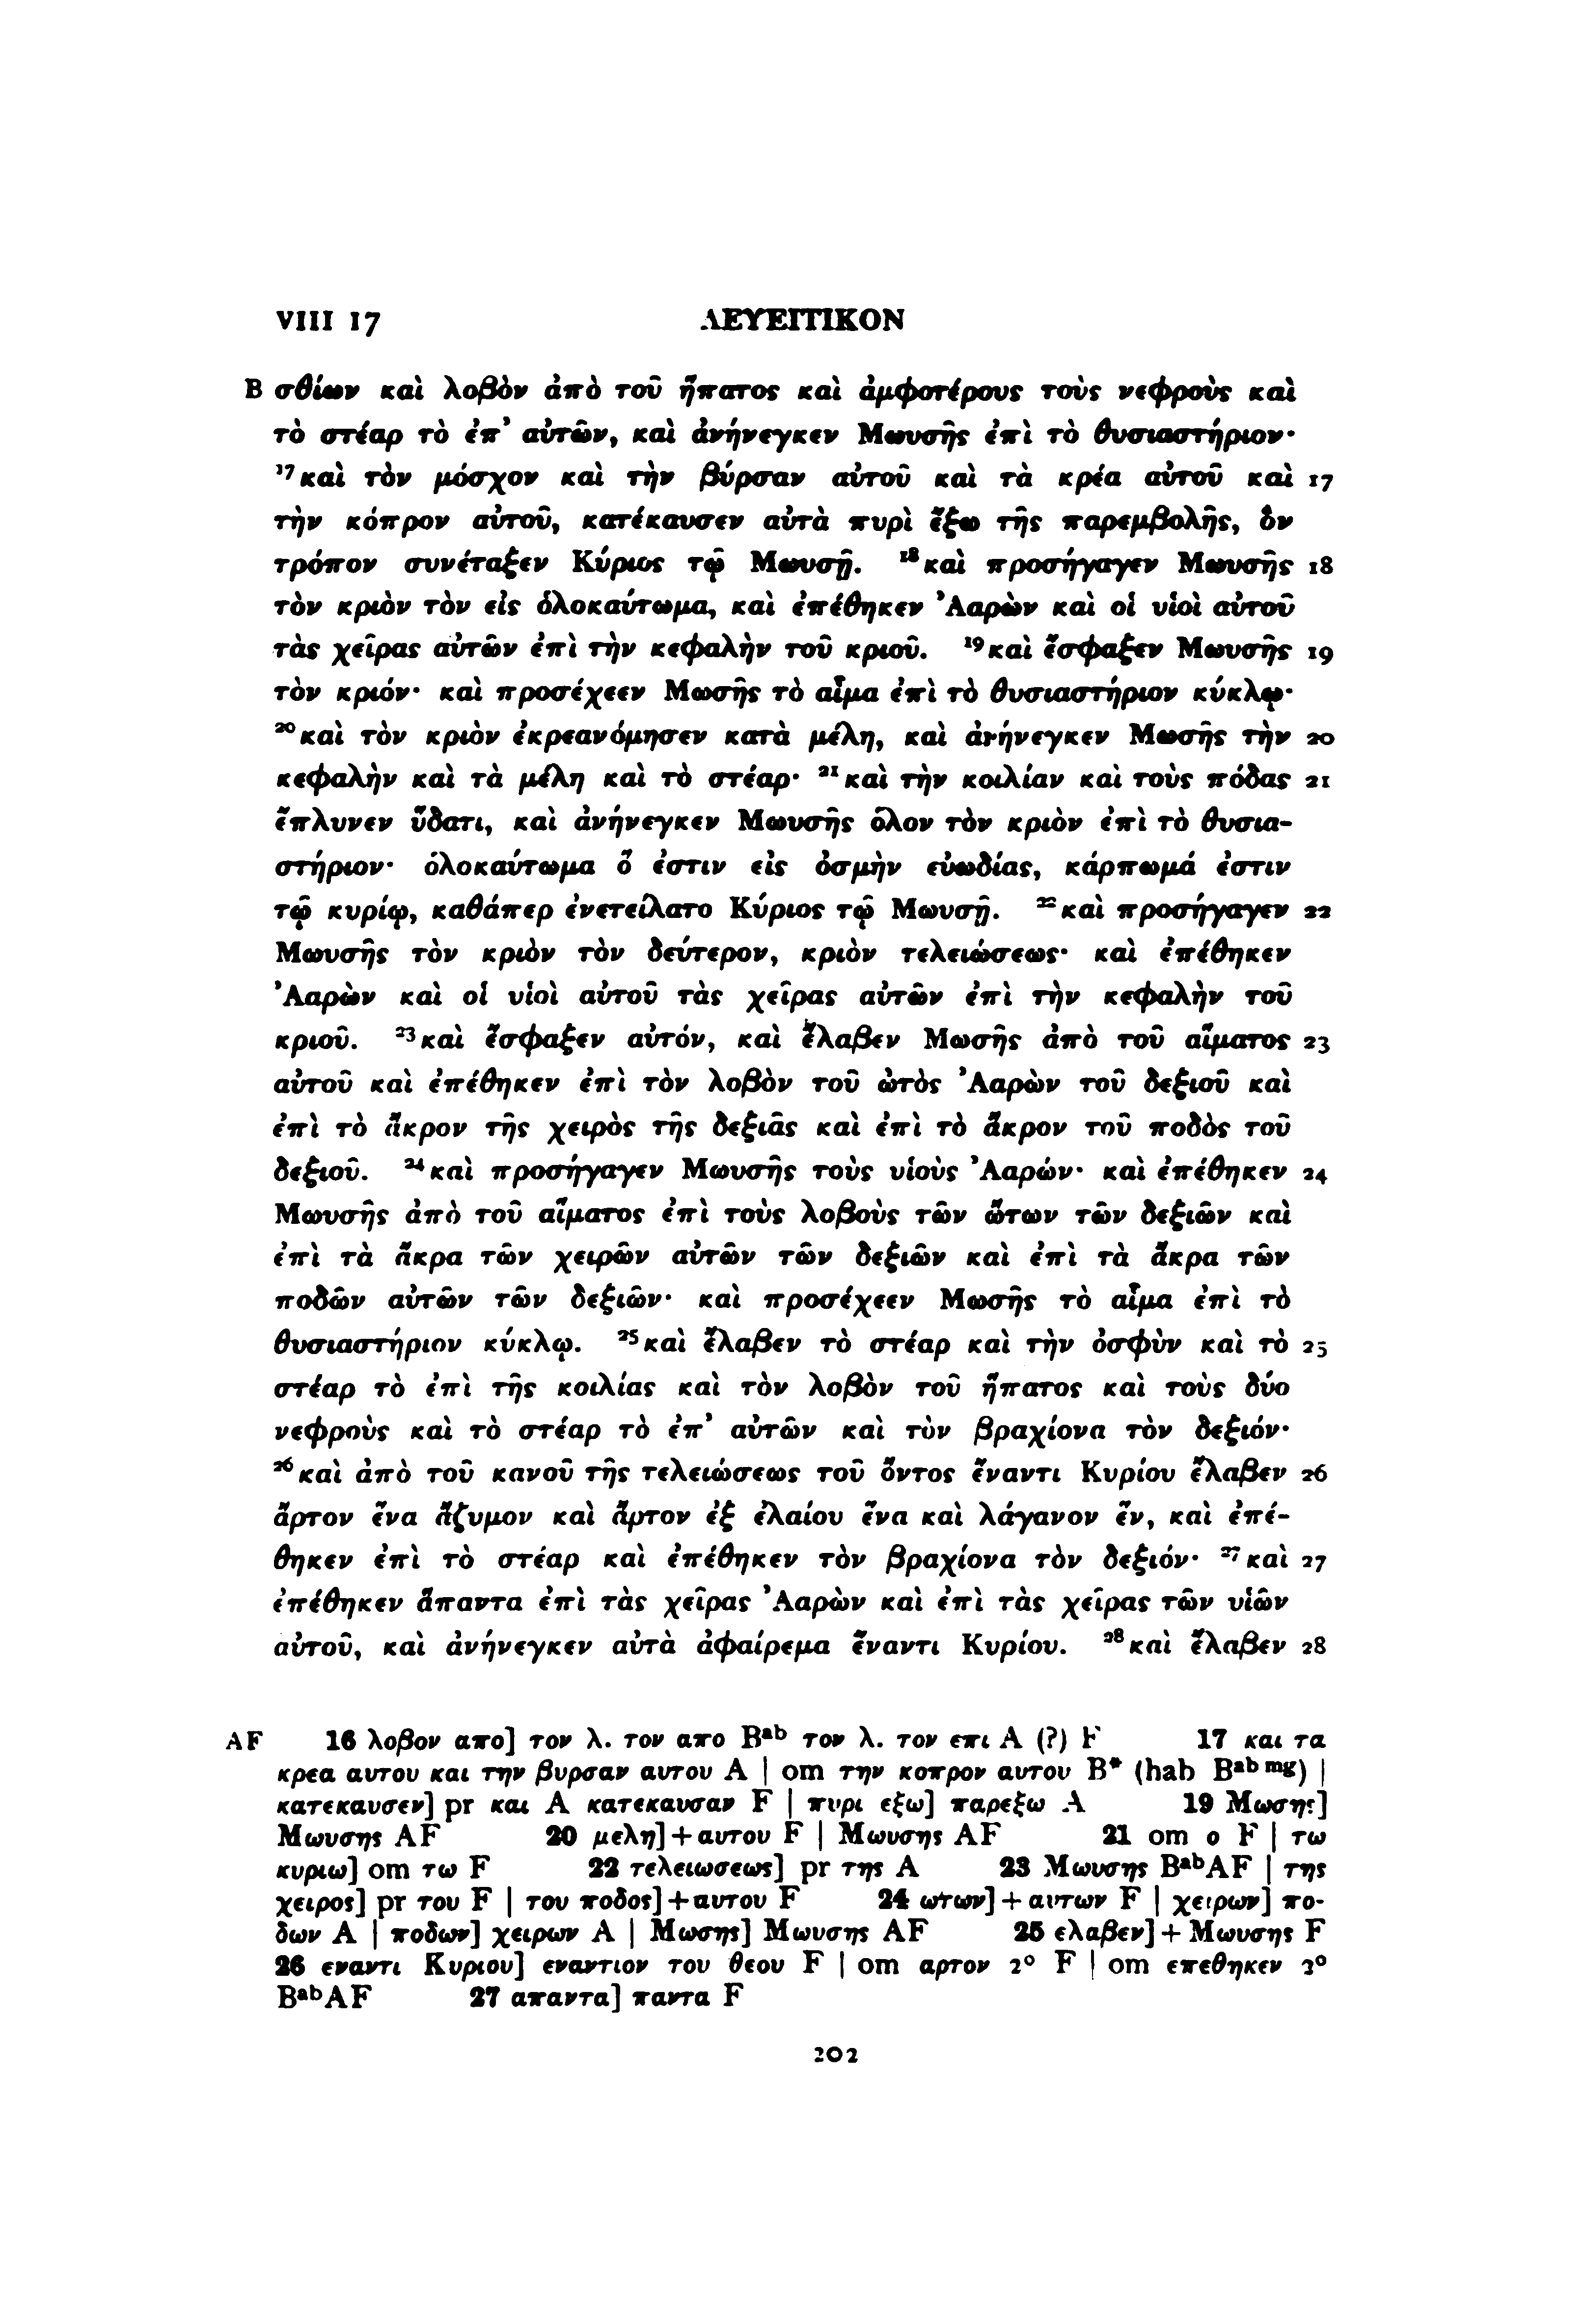 VIII 17 ΛΕΥΕΙΤΙΚΟΝ
B σθίων καὶ λοβὸν ἀπὸ τοῦ ἥπατος καὶ ἀμφοτέρους τοὺς νεφροὺς καὶ
τὸ στέαρ τὸ ἐπ᾽ αὐτῶν, καὶ ἀνήνεγκεν Μωυσῆς ἐπὶ τὸ θυσιαστήριον·
¹⁷καὶ τὸν μόσχον καὶ τὴν βύρσαν αὐτοῦ καὶ τὰ κρέα αὐτοῦ καὶ 17
τὴν κόπρον αὐτοῦ, κατέκαυσεν αὐτὰ πυρὶ ἔξω τῆς παρεμβολῆς, ὃν
τρόπον συνέταξεν Κύριος τῷ Μωυσῇ. ¹⁸καὶ προσήγαγεν Μωυσῆς 18
τὸν κριὸν τὸν εἰς ὁλοκαύτωμα, καὶ ἐπέθηκεν Ἀαρὼν καὶ οἱ υἱοὶ αὐτοῦ
τὰς χεῖρας αὐτῶν ἐπὶ τὴν κεφαλὴν τοῦ κριοῦ. ¹⁹καὶ ἔσφαξεν Μωυσῆς 19
τὸν κριόν· καὶ προσέχεεν Μωσῆς τὸ αἷμα ἐπὶ τὸ θυσιαστήριον κύκλῳ·
²⁰καὶ τὸν κριὸν ἐκρεανόμησεν κατὰ μέλη, καὶ ἀνήνεγκεν Μωσῆς τὴν 20
κεφαλὴν καὶ τὰ μέλη καὶ τὸ στέαρ· ²¹καὶ τὴν κοιλίαν καὶ τοὺς πόδας 21
ἔπλυνεν ὕδατι, καὶ ἀνήνεγκεν Μωυσῆς ὅλον τὸν κριὸν ἐπὶ τὸ θυσια-
στήριον· ὁλοκαύτωμα ὅ ἐστιν εἰς ὀσμὴν εὐωδίας, κάρπωμά ἐστιν
τῷ κυρίῳ, καθάπερ ἐνετείλατο Κύριος τῷ Μωυσῇ. ²²καὶ προσήγαγεν 22
Μωυσῆς τὸν κριὸν τὸν δεύτερον, κριὸν τελειώσεως· καὶ ἐπέθηκεν
Ἀαρὼν καὶ οἱ υἱοὶ αὐτοῦ τὰς χεῖρας αὐτῶν ἐπὶ τὴν κεφαλὴν τοῦ
κριοῦ. ²³καὶ ἔσφαξεν αὐτόν, καὶ ἔλαβεν Μωσῆς ἀπὸ τοῦ αἵματος 23
αὐτοῦ καὶ ἐπέθηκεν ἐπὶ τὸν λοβὸν τοῦ ὠτὸς Ἀαρὼν τοῦ δεξιοῦ καὶ
ἐπὶ τὸ ἄκρον τῆς χειρὸς τῆς δεξιᾶς καὶ ἐπὶ τὸ ἄκρον τοῦ ποδὸς τοῦ
δεξιοῦ. ²⁴καὶ προσήγαγεν Μωυσῆς τοὺς υἱοὺς Ἀαρών· καὶ ἐπέθηκεν 24
Μωυσῆς ἀπὸ τοῦ αἵματος ἐπὶ τοὺς λοβοὺς τῶν ὤτων τῶν δεξιῶν καὶ
ἐπὶ τὰ ἄκρα τῶν χειρῶν αὐτῶν τῶν δεξιῶν καὶ ἐπὶ τὰ ἄκρα τῶν
ποδῶν αὐτῶν τῶν δεξιῶν· καὶ προσέχεεν Μωσῆς τὸ αἷμα ἐπὶ τὸ
θυσιαστήριον κύκλῳ. ²⁵καὶ ἔλαβεν τὸ στέαρ καὶ τὴν ὀσφὺν καὶ τὸ 25
στέαρ τὸ ἐπὶ τῆς κοιλίας καὶ τὸν λοβὸν τοῦ ἥπατος καὶ τοὺς δύο
νεφροὺς καὶ τὸ στέαρ τὸ ἐπ᾽ αὐτῶν καὶ τὸν βραχίονα τὸν δεξιόν·
²⁶καὶ ἀπὸ τοῦ κανοῦ τῆς τελειώσεως τοῦ ὄντος ἔναντι Κυρίου ἔλαβεν 26
ἄρτον ἕνα ἄζυμον καὶ ἄρτον ἐξ ἐλαίου ἕνα καὶ λάγανον ἕν, καὶ ἐπέ-
θηκεν ἐπὶ τὸ στέαρ καὶ ἐπέθηκεν τὸν βραχίονα τὸν δεξιόν· ²⁷καὶ 27
ἐπέθηκεν ἅπαντα ἐπὶ τὰς χεῖρας Ἀαρὼν καὶ ἐπὶ τὰς χεῖρας τῶν υἱῶν
αὐτοῦ, καὶ ἀνήνεγκεν αὐτὰ ἀφαίρεμα ἔναντι Κυρίου. ²⁸καὶ ἔλαβεν 28
AF 16 λοβον απο] τον λ. τον απο Bᵃᵇ τον λ. τον επι A (?) F 17 και τα
κρεα αυτου και την βυρσαν αυτου A | om την κοπρον αυτου B* (hab Bᵃᵇ ᵐᵍ) |
κατεκαυσεν] pr και A κατεκαυσαν F | πυρι εξω] παρεξω A 19 Μωσης]
Μωυσης AF 20 μελη]+αυτου F | Μωυσης AF 21 om ο F | τω
κυριω] om τω F 22 τελειωσεως] pr της A 23 Μωυσης BᵃᵇAF | της
χειρος] pr του F | του ποδος]+αυτου F 24 ωτων]+αυτων F | χειρων] πο-
δων A | ποδων] χειρων A | Μωσης] Μωυσης AF 25 ελαβεν]+Μωυσης F
26 εναντι Κυριου] εναντιον του θεου F | om αρτον 2° F | om επεθηκεν 2°
BᵃᵇAF 27 απαντα] παντα F
202